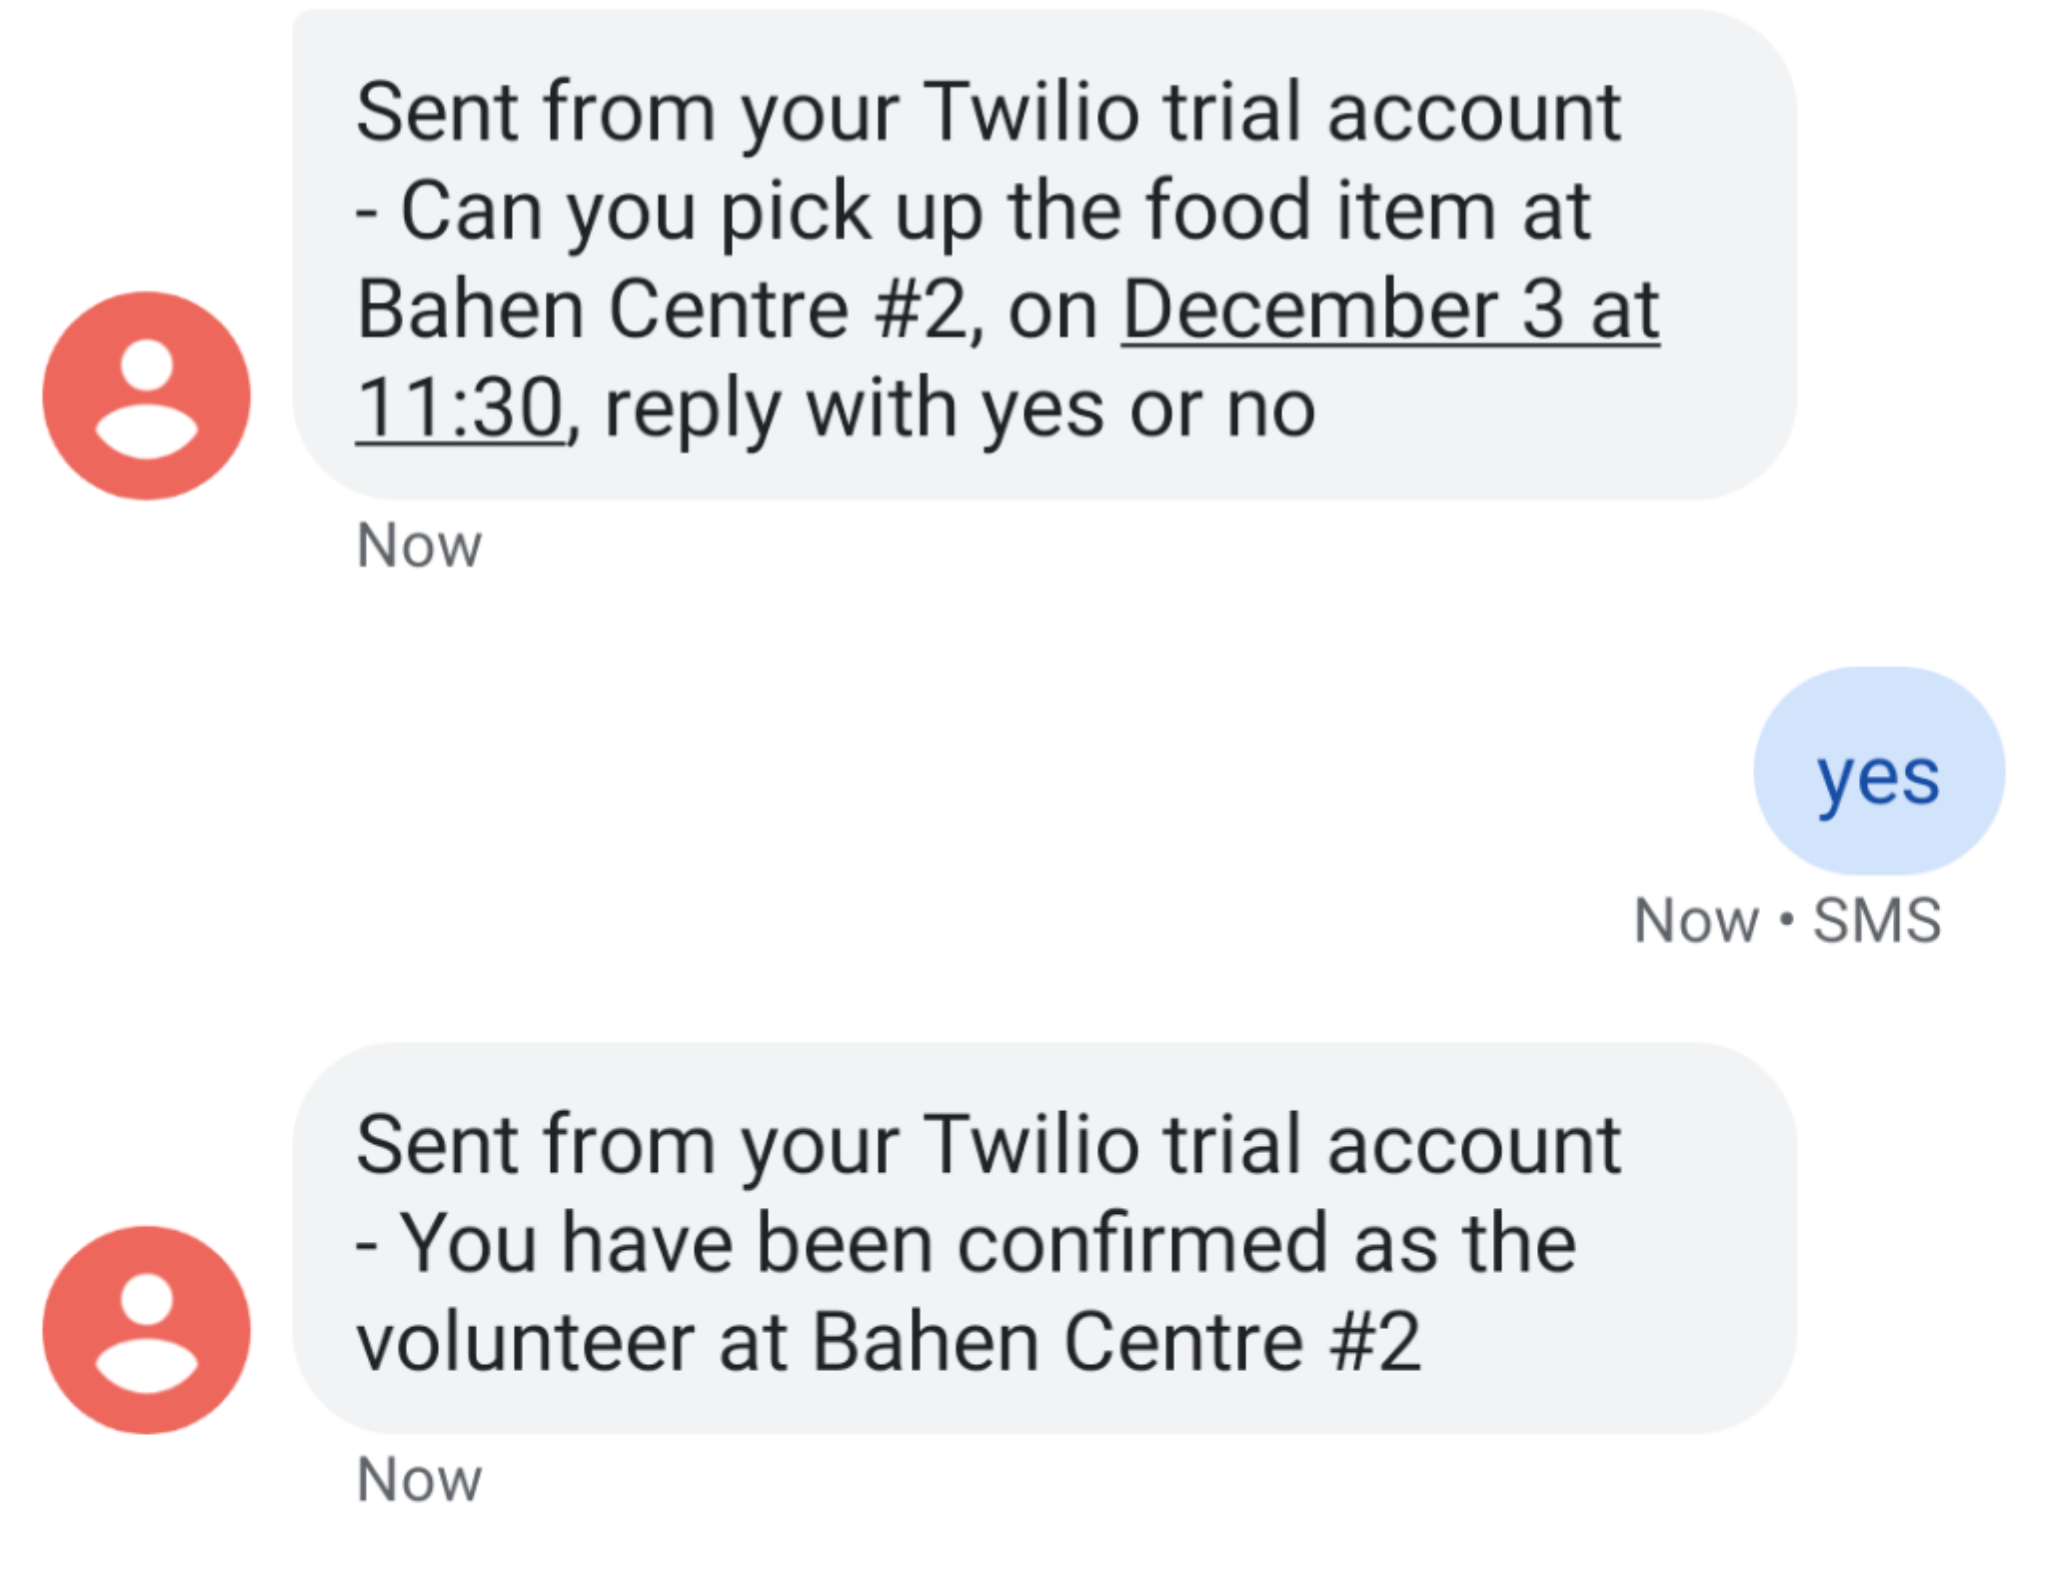 Sent from your Twilio trial account
- Can you pick up the food item at
Bahen Centre #2, on December 3 at
11:30, reply with yes or no
Now
yes
Now • SMS
Sent from your Twilio trial account
- You have been confirmed as the
volunteer at Bahen Centre #2
Now